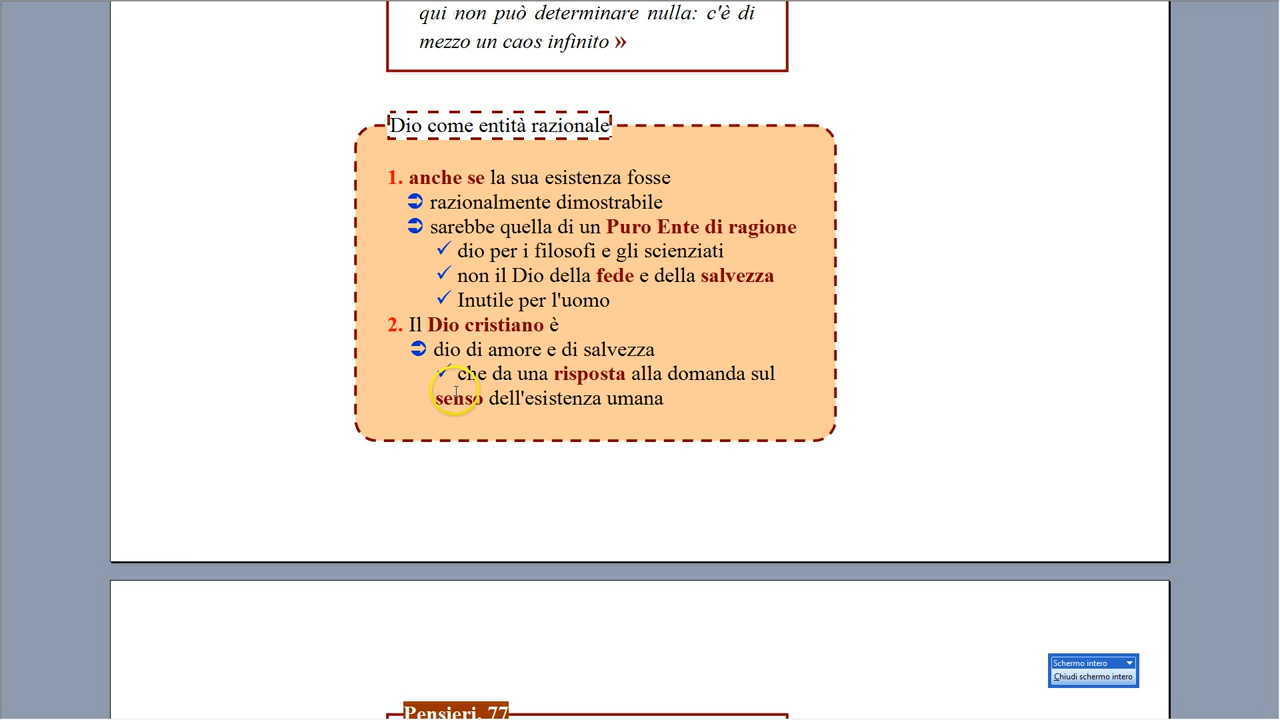 qui non può determinare nulla: c'è di
mezzo un caos infinito »
Dio come entità razionale
1. anche se la sua esistenza fosse
razionalmente dimostrabile
sarebbe quella di un Puro Ente di ragione
dio per i filosofi e gli scienziati
non il Dio della fede e della salvezza
Inutile per l'uomo
2. Il Dio cristiano è
dio di amore e di salvezza
che da una risposta alla domanda sul
senso dell'esistenza umana
Schermo intero
Chiudi schermo intero
Pensieri, 77